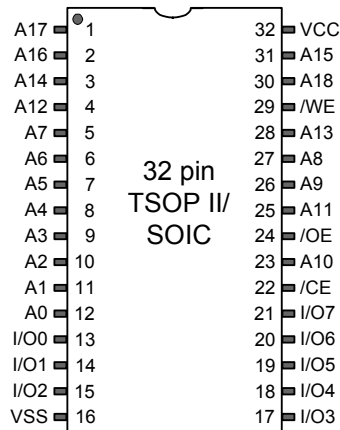 A17 1 32 VCC
A16 2 31 A15
A14 3 30 A18
A12 4 29 /WE
A7 5 28 A13
A6 6 27 A8
A5 7 26 A9
A4 8 25 A11
A3 9 24 /OE
A2 10 23 A10
A1 11 22 /CE
A0 12 21 I/O7
I/O0 13 20 I/O6
I/O1 14 19 I/O5
I/O2 15 18 I/O4
VSS 16 17 I/O3
32 pin
TSOP II/
SOIC